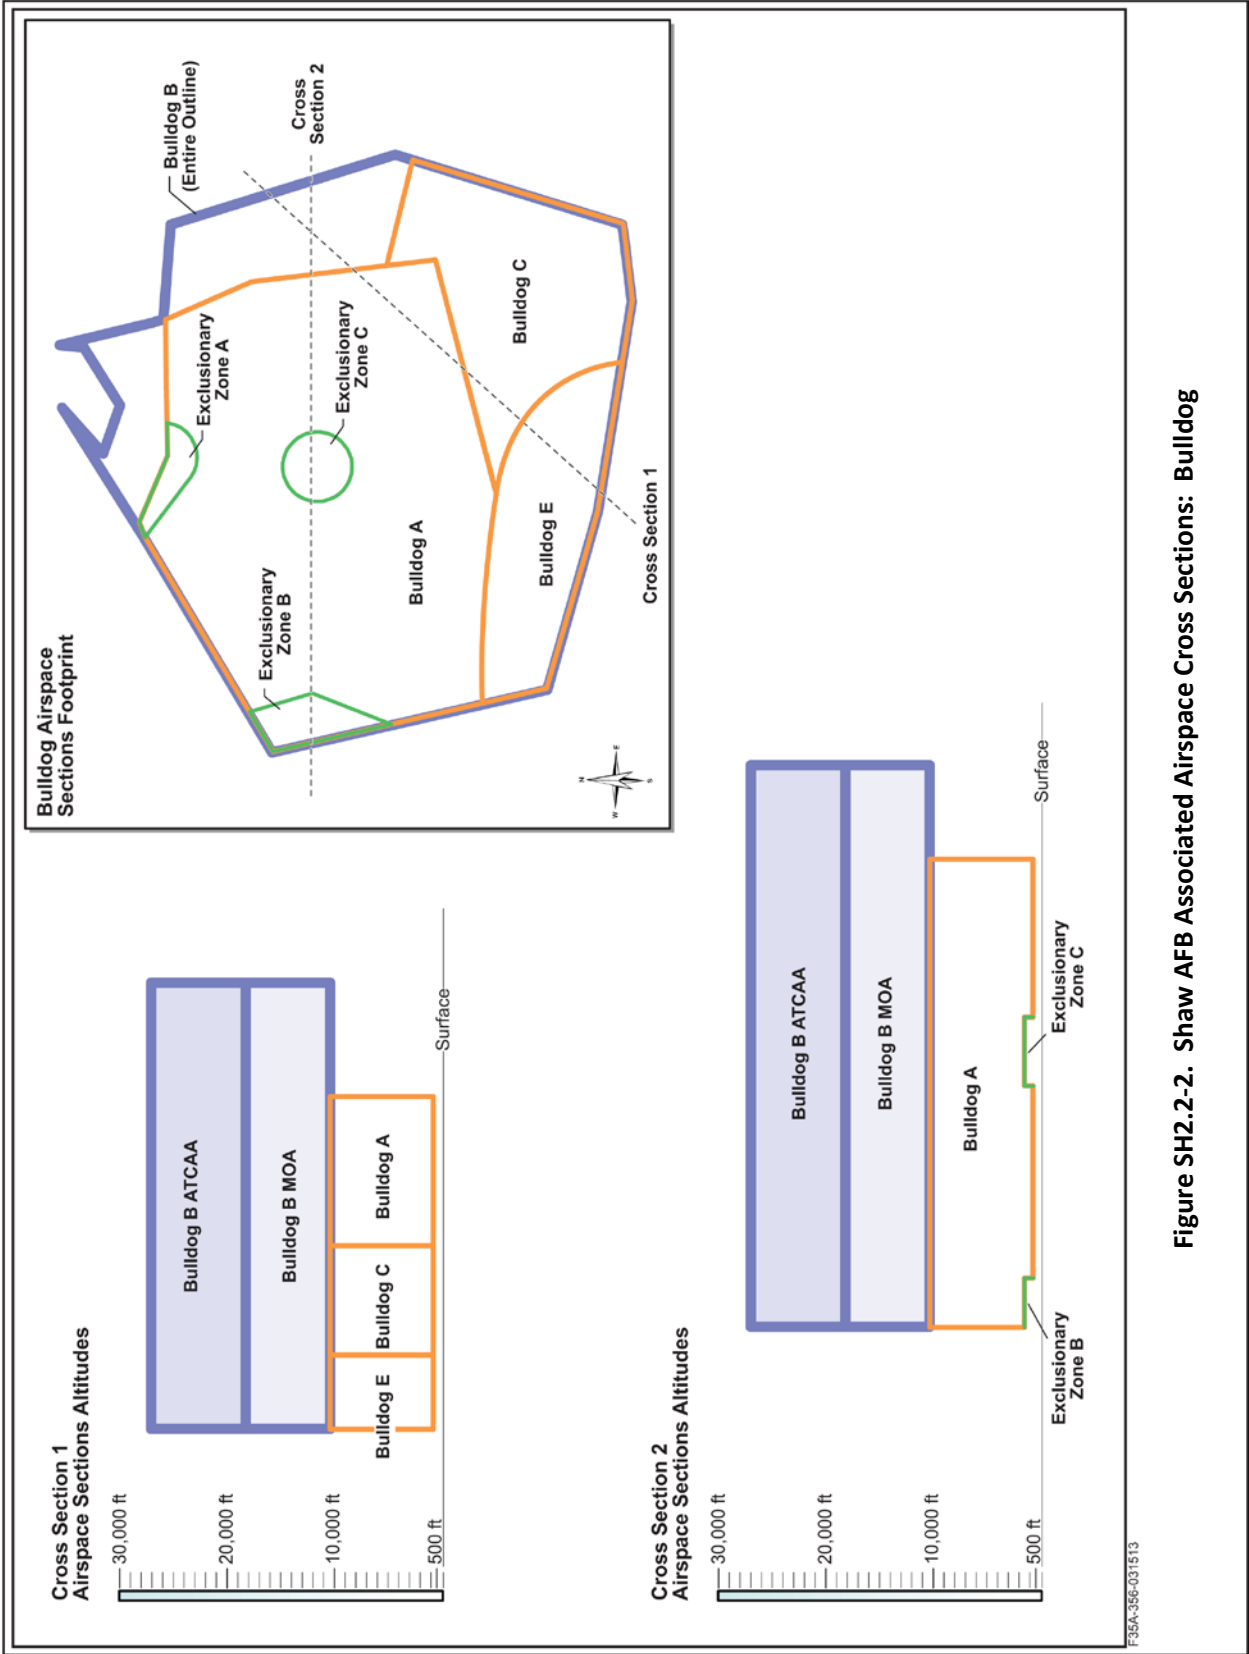 Cross Section 1
Airspace Sections Altitudes
30,000 ft
20,000 ft
10,000 ft
500 ft
Bulldog B ATCAA
Bulldog B MOA
Bulldog E
Bulldog C
Bulldog A
Surface
Bulldog Airspace
Sections Footprint
Bulldog B
(Entire Outline)
Cross
Section 2
Exclusionary
Zone A
Exclusionary
Zone B
Exclusionary
Zone C
Bulldog A
Bulldog C
Bulldog E
Cross Section 1
N
W
E
S
Cross Section 2
Airspace Sections Altitudes
30,000 ft
20,000 ft
10,000 ft
500 ft
Bulldog B ATCAA
Bulldog B MOA
Bulldog A
Surface
Exclusionary
Zone B
Exclusionary
Zone C
F35A-356-031513
Figure SH2.2-2. Shaw AFB Associated Airspace Cross Sections: Bulldog